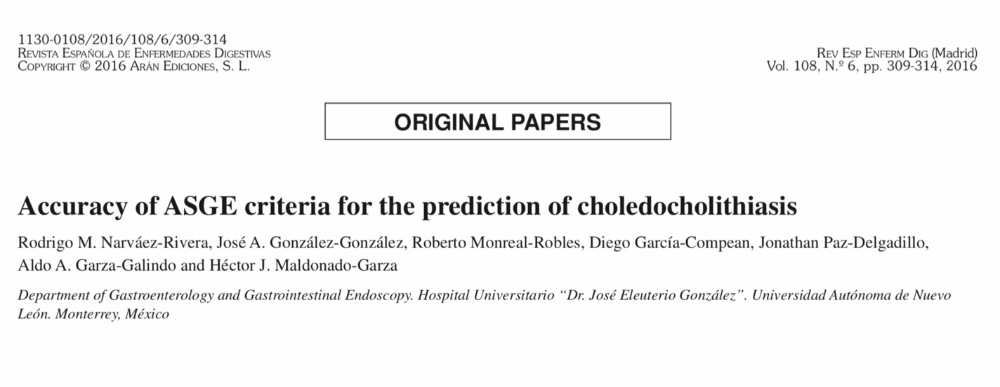 1130-0108/2016/108/6/309-314
Revista Española de Enfermedades Digestivas
Copyright © 2016 Arán Ediciones, S. L.
Rev Esp Enferm Dig (Madrid)
Vol. 108, N.º 6, pp. 309-314, 2016
ORIGINAL PAPERS
Accuracy of ASGE criteria for the prediction of choledocholithiasis
Rodrigo M. Narváez-Rivera, José A. González-González, Roberto Monreal-Robles, Diego García-Compean, Jonathan Paz-Delgadillo,
Aldo A. Garza-Galindo and Héctor J. Maldonado-Garza
Department of Gastroenterology and Gastrointestinal Endoscopy. Hospital Universitario “Dr. José Eleuterio González”. Universidad Autónoma de Nuevo
León. Monterrey, México